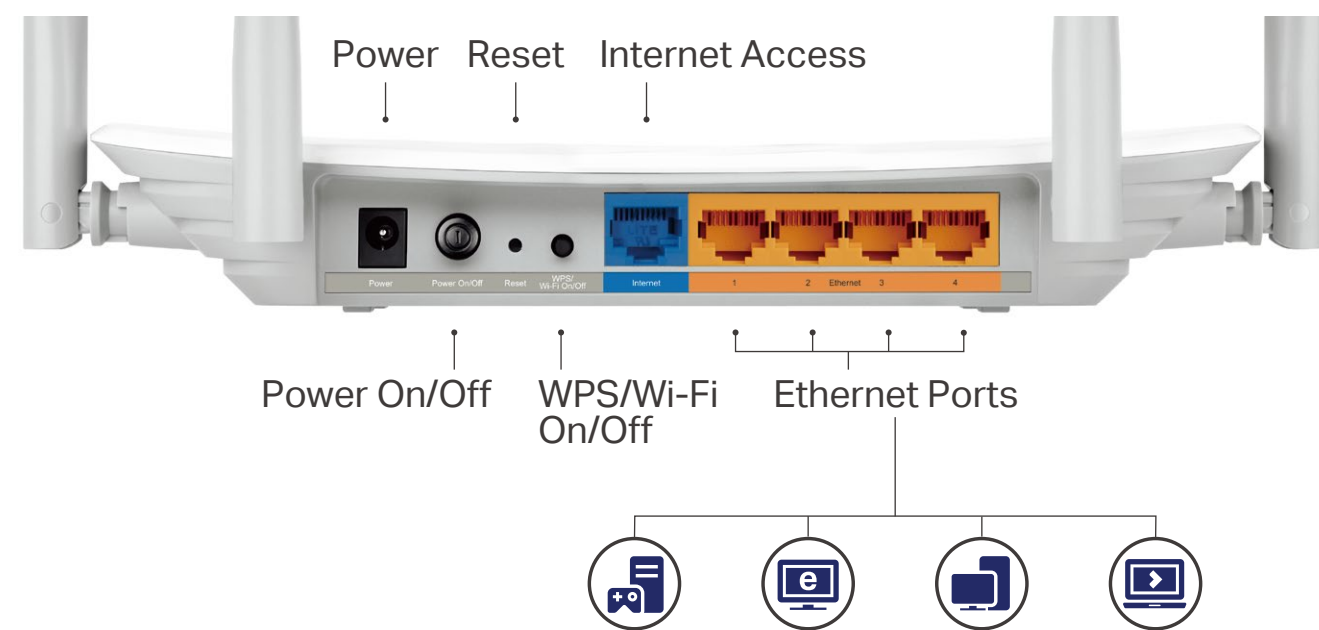 Power Reset Internet Access
Power Power On/Off Reset WPS/ Internet 1 2 Ethernet 3 4
Wi-Fi On/Off
Power On/Off WPS/Wi-Fi Ethernet Ports
On/Off
e